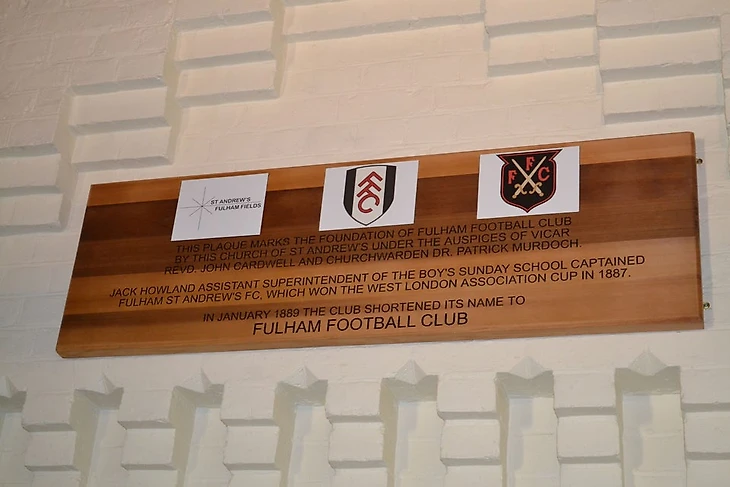 ST ANDREW'S
FULHAM FIELDS
FFC
F F C
THIS PLAQUE MARKS THE FOUNDATION OF FULHAM FOOTBALL CLUB
BY THIS CHURCH OF ST ANDREW'S UNDER THE AUSPICES OF VICAR
REVD. JOHN CARDWELL AND CHURCHWARDEN DR. PATRICK MURDOCH.
JACK HOWLAND ASSISTANT SUPERINTENDENT OF THE BOY'S SUNDAY SCHOOL CAPTAINED
FULHAM ST ANDREW'S FC, WHICH WON THE WEST LONDON ASSOCIATION CUP IN 1887.
IN JANUARY 1889 THE CLUB SHORTENED ITS NAME TO
FULHAM FOOTBALL CLUB